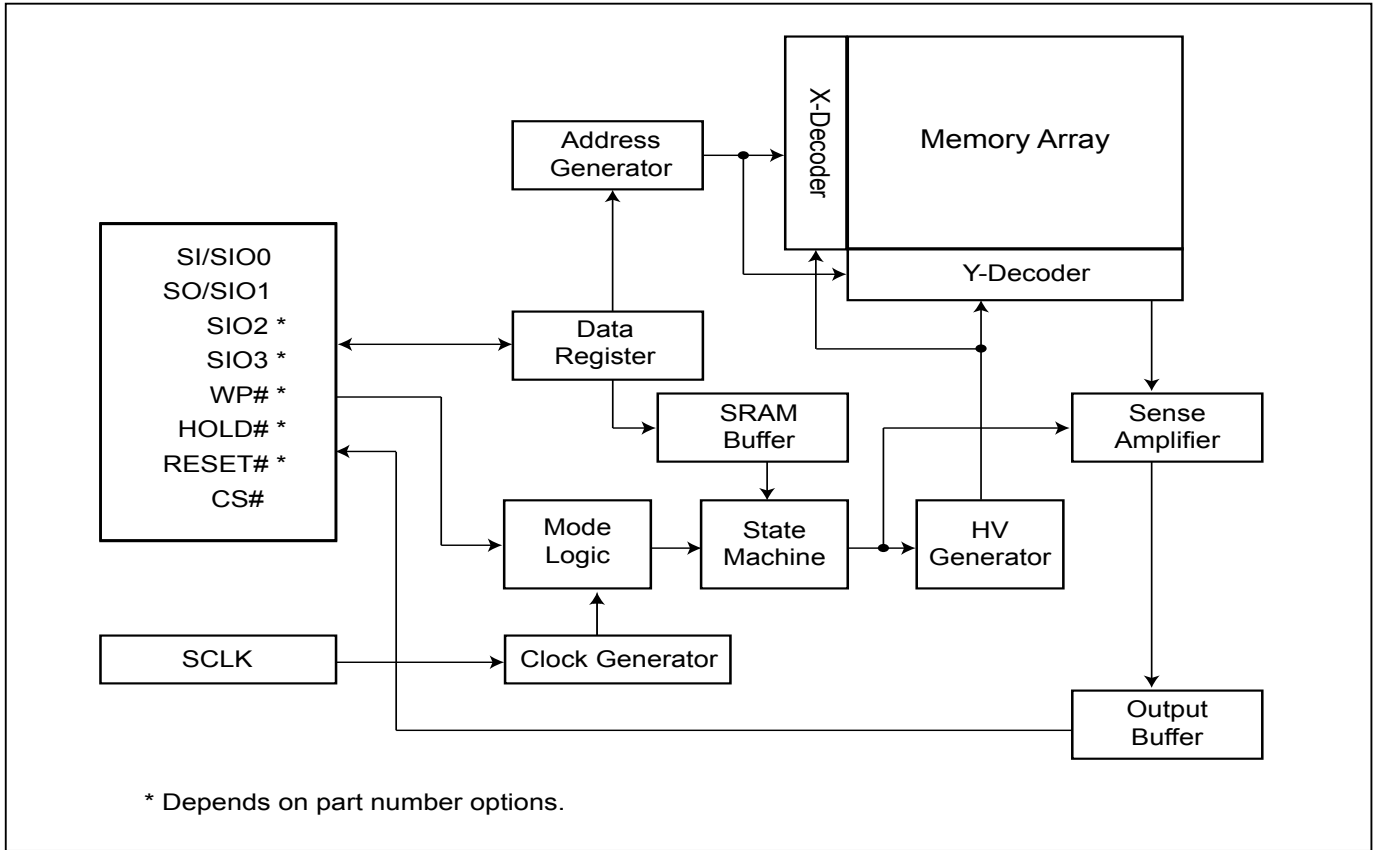 X-Decoder
Memory Array
Address
Generator
Y-Decoder
SI/SIO0
SO/SIO1
SIO2 *
SIO3 *
WP# *
HOLD# *
RESET# *
CS#
Data
Register
SRAM
Buffer
Sense
Amplifier
Mode
Logic
State
Machine
HV
Generator
SCLK
Clock Generator
Output
Buffer
* Depends on part number options.